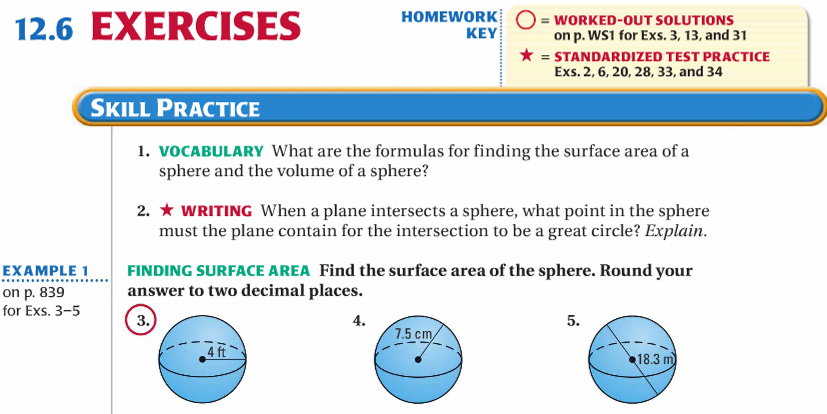 12.6 EXERCISES
HOMEWORK KEY
= WORKED-OUT SOLUTIONS
on p. WS1 for Exs. 3, 13, and 31
★ = STANDARDIZED TEST PRACTICE
Exs. 2, 6, 20, 28, 33, and 34
SKILL PRACTICE
1. VOCABULARY What are the formulas for finding the surface area of a
sphere and the volume of a sphere?
2. ★ WRITING When a plane intersects a sphere, what point in the sphere
must the plane contain for the intersection to be a great circle? Explain.
EXAMPLE 1
on p. 839
for Exs. 3–5
FINDING SURFACE AREA Find the surface area of the sphere. Round your
answer to two decimal places.
3.
4 ft
4.
7.5 cm
5.
18.3 m